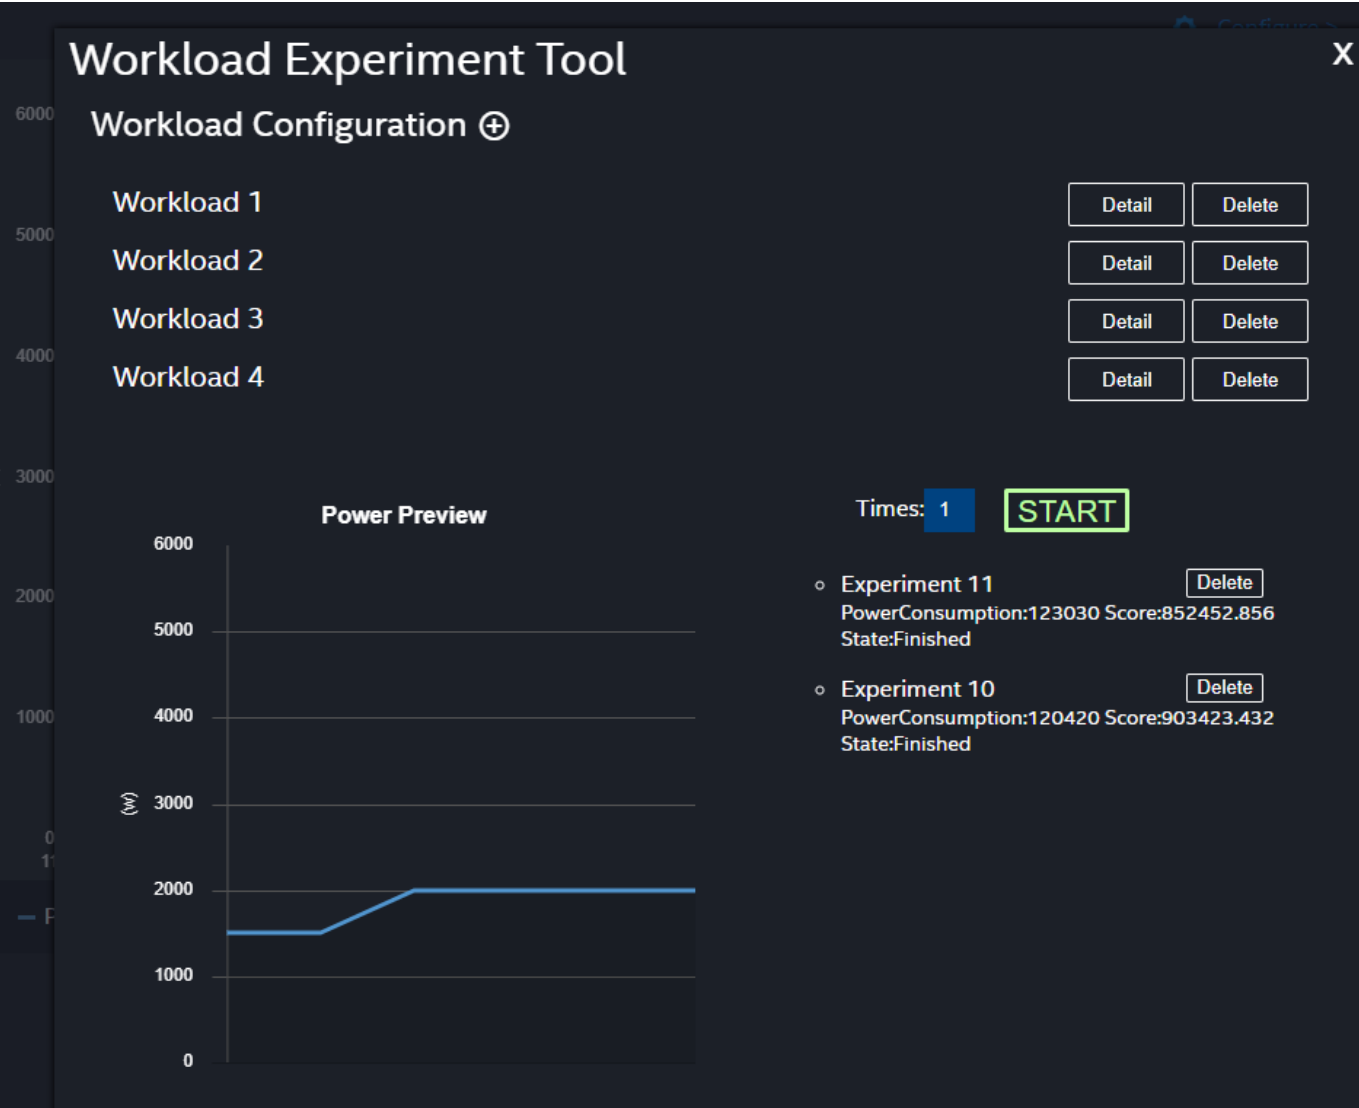 Configure >
Workload Experiment Tool X
Workload Configuration
Workload 1 Detail Delete
Workload 2 Detail Delete
Workload 3 Detail Delete
Workload 4 Detail Delete
6000
5000
4000
3000
2000
1000
0
11
Power Preview
6000
5000
4000
3000
2000
1000
0
(w)
Times: 1 START
Experiment 11 Delete
PowerConsumption:123030 Score:852452.856
State:Finished
Experiment 10 Delete
PowerConsumption:120420 Score:903423.432
State:Finished